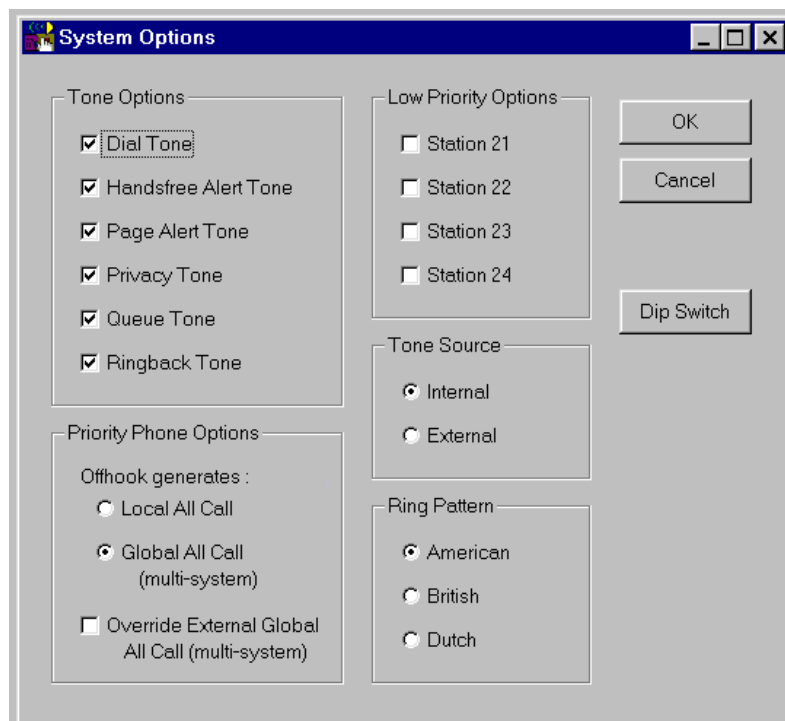 System Options
Tone Options
Dial Tone
Handsfree Alert Tone
Page Alert Tone
Privacy Tone
Queue Tone
Ringback Tone
Priority Phone Options
Offhook generates :
Local All Call
Global All Call
(multi-system)
Override External Global
All Call (multi-system)
Low Priority Options
Station 21
Station 22
Station 23
Station 24
Tone Source
Internal
External
Ring Pattern
American
British
Dutch
OK
Cancel
Dip Switch